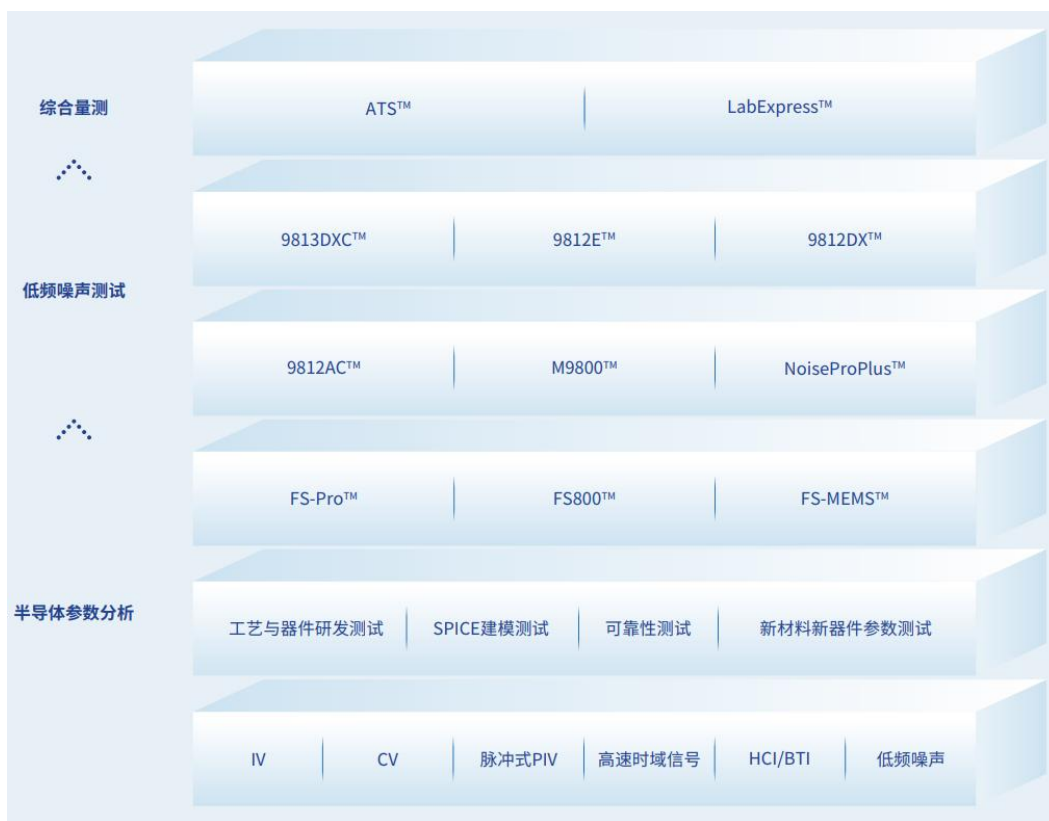 综合量测
ATS™
LabExpress™
9813DXC™
9812E™
9812DX™
低频噪声测试
9812AC™
M9800™
NoiseProPlus™
FS-Pro™
FS800™
FS-MEMS™
半导体参数分析
工艺与器件研发测试
SPICE建模测试
可靠性测试
新材料新器件参数测试
IV
CV
脉冲式PIV
高速时域信号
HCI/BTI
低频噪声